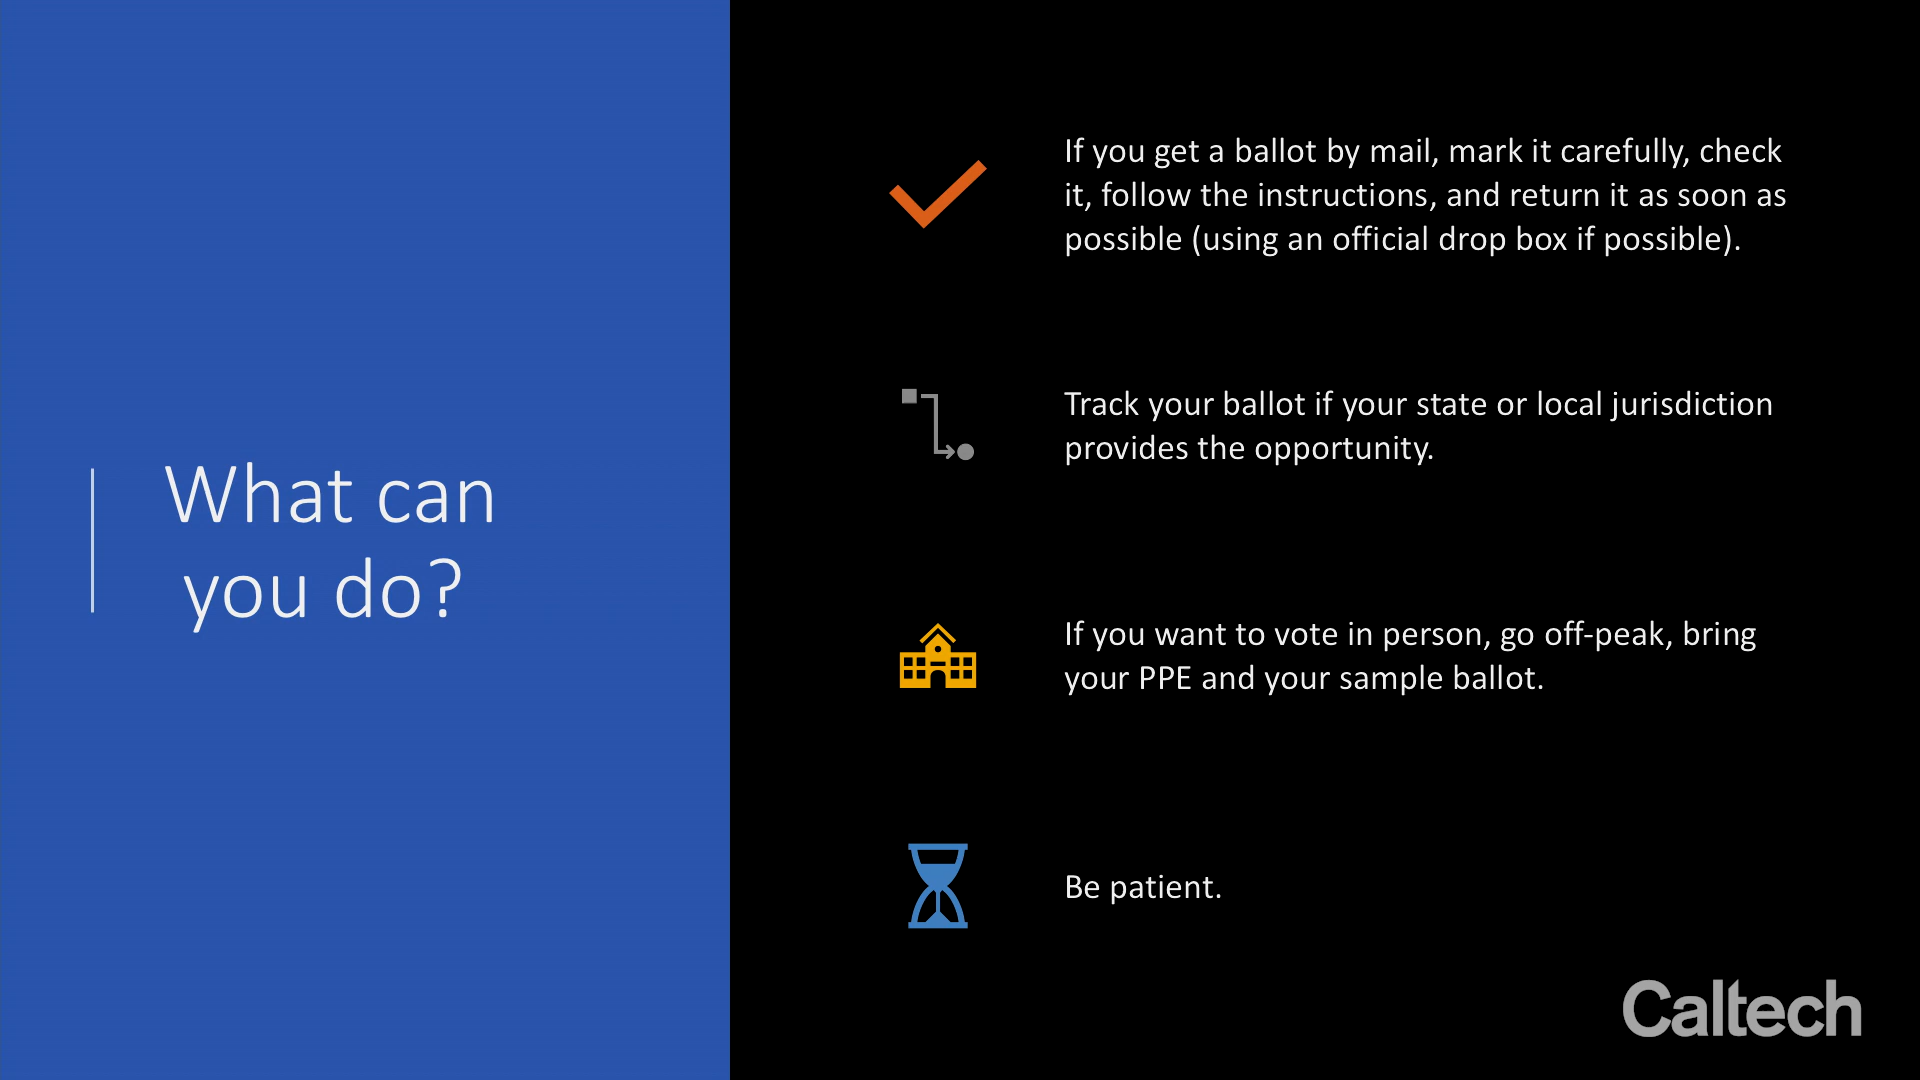 What can
you do?
If you get a ballot by mail, mark it carefully, check
it, follow the instructions, and return it as soon as
possible (using an official drop box if possible).
Track your ballot if your state or local jurisdiction
provides the opportunity.
If you want to vote in person, go off-peak, bring
your PPE and your sample ballot.
Be patient.
Caltech